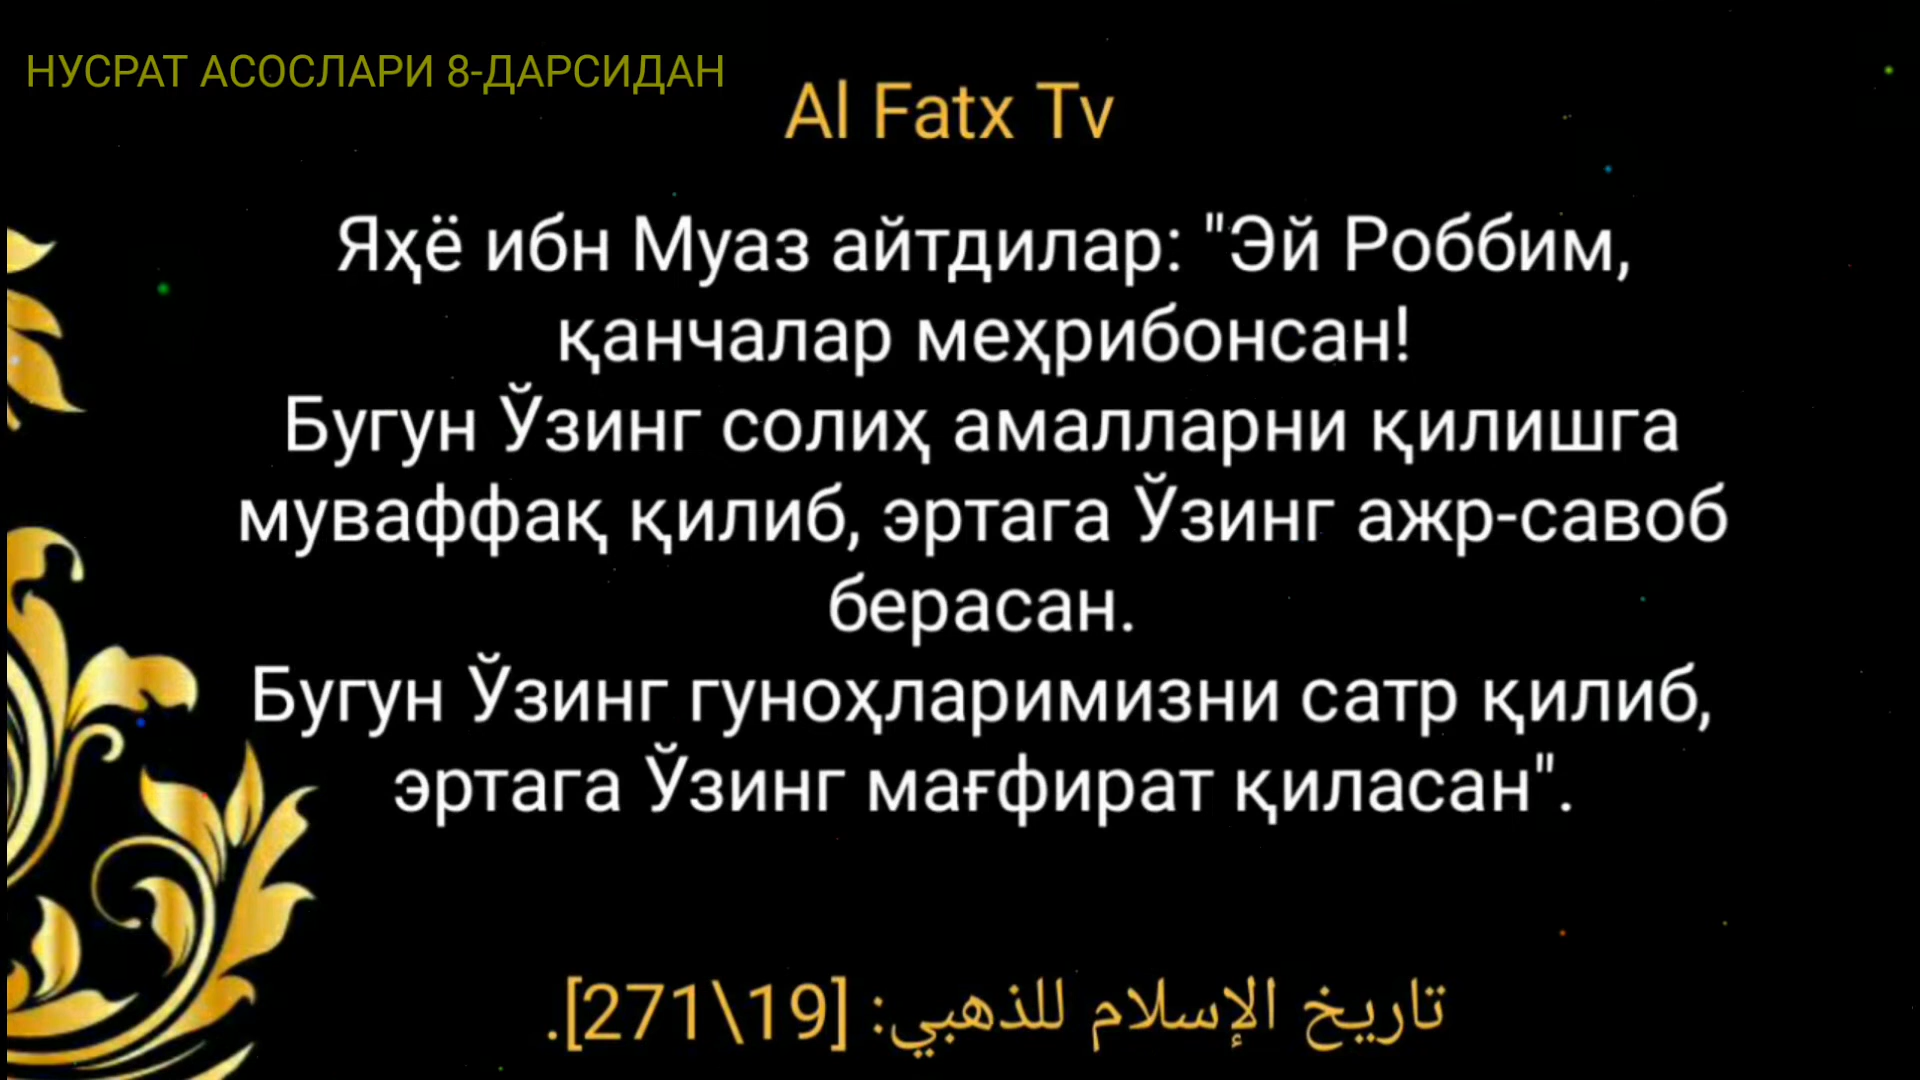 НУСРАТ АСОСЛАРИ 8-ДАРСИДАН
Al Fatx Tv
Яҳё ибн Муаз айтдилар: "Эй Роббим,
қанчалар меҳрибонсан!
Бугун Ўзинг солиҳ амалларни қилишга
муваффақ қилиб, эртага Ўзинг ажр-савоб
берасан.
Бугун Ўзинг гуноҳларимизни сатр қилиб,
эртага Ўзинг мағфират қиласан".
تاريخ الإسلام للذهبي: [19\271].